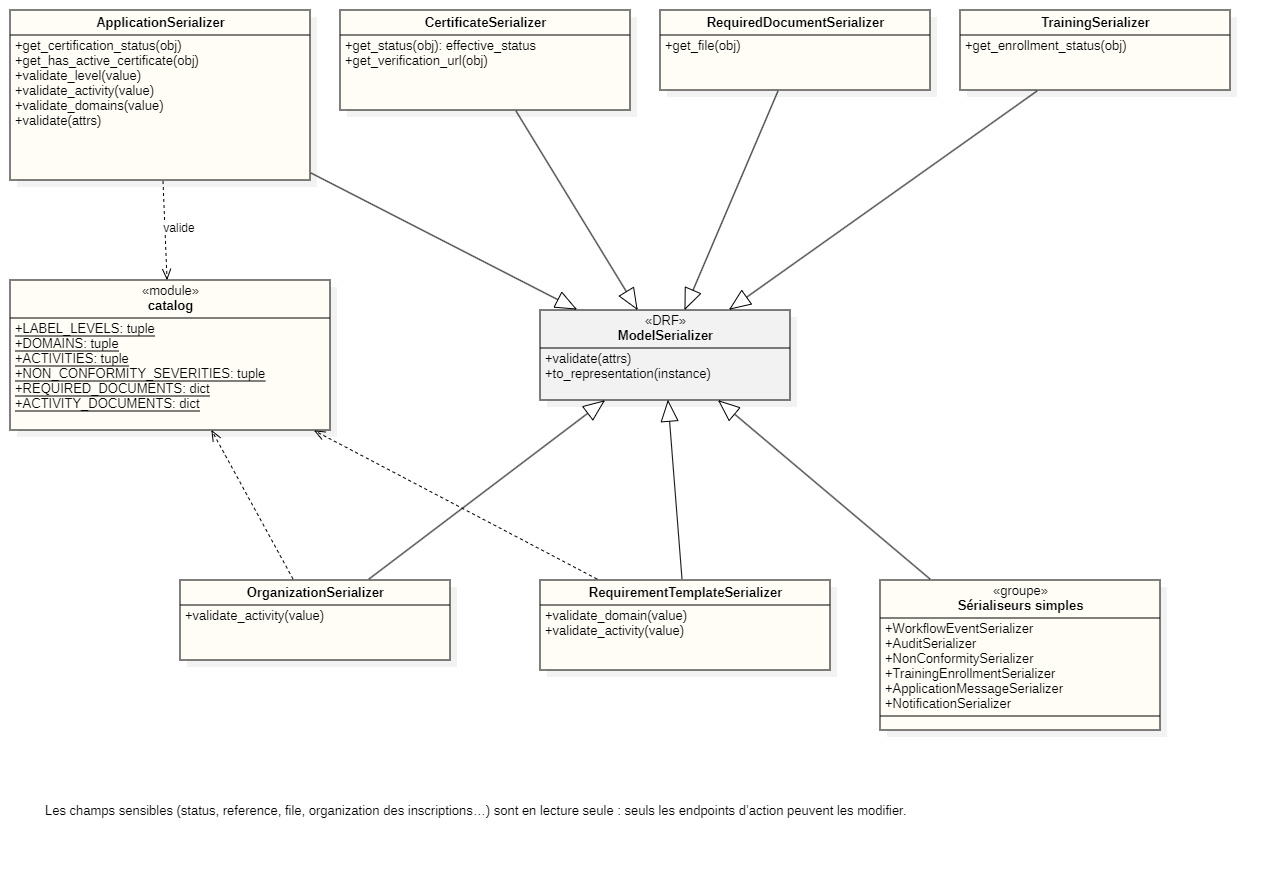 ApplicationSerializer
+get_certification_status(obj)
+get_has_active_certificate(obj)
+validate_level(value)
+validate_activity(value)
+validate_domains(value)
+validate(attrs)
CertificateSerializer
+get_status(obj): effective_status
+get_verification_url(obj)
RequiredDocumentSerializer
+get_file(obj)
TrainingSerializer
+get_enrollment_status(obj)
valide
«module»
catalog
+LABEL_LEVELS: tuple
+DOMAINS: tuple
+ACTIVITIES: tuple
+NON_CONFORMITY_SEVERITIES: tuple
+REQUIRED_DOCUMENTS: dict
+ACTIVITY_DOCUMENTS: dict
«DRF»
ModelSerializer
+validate(attrs)
+to_representation(instance)
OrganizationSerializer
+validate_activity(value)
RequirementTemplateSerializer
+validate_domain(value)
+validate_activity(value)
«groupe»
Sérialiseurs simples
+WorkflowEventSerializer
+AuditSerializer
+NonConformitySerializer
+TrainingEnrollmentSerializer
+ApplicationMessageSerializer
+NotificationSerializer
Les champs sensibles (status, reference, file, organization des inscriptions…) sont en lecture seule : seuls les endpoints d’action peuvent les modifier.